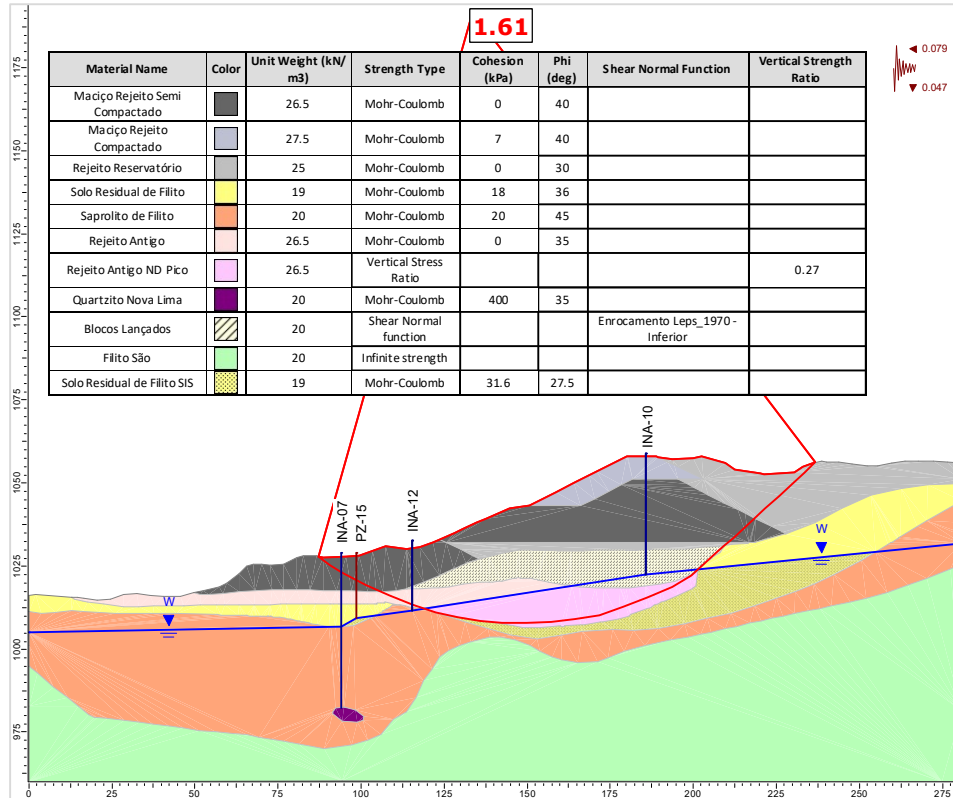 1.61
0.079
0.047
Material Name Color Unit Weight (kN/ m3) Strength Type Cohesion (kPa) Phi (deg) Shear Normal Function Vertical Strength Ratio
Maciço Rejeito Semi Compactado 26.5 Mohr-Coulomb 0 40
Maciço Rejeito Compactado 27.5 Mohr-Coulomb 7 40
Rejeito Reservatório 25 Mohr-Coulomb 0 30
Solo Residual de Filito 19 Mohr-Coulomb 18 36
Saprolito de Filito 20 Mohr-Coulomb 20 45
Rejeito Antigo 26.5 Mohr-Coulomb 0 35
Rejeito Antigo ND Pico 26.5 Vertical Stress Ratio 0.27
Quartzito Nova Lima 20 Mohr-Coulomb 400 35
Blocos Lançados 20 Shear Normal function Enrocamento Leps_1970 - Inferior
Filito São 20 Infinite strength
Solo Residual de Filito SIS 19 Mohr-Coulomb 31.6 27.5
1175
1150
1125
1100
1075
1050
1025
1000
975
INA-07
PZ-15
INA-12
INA-10
W
W
0 25 50 75 100 125 150 175 200 225 250 275